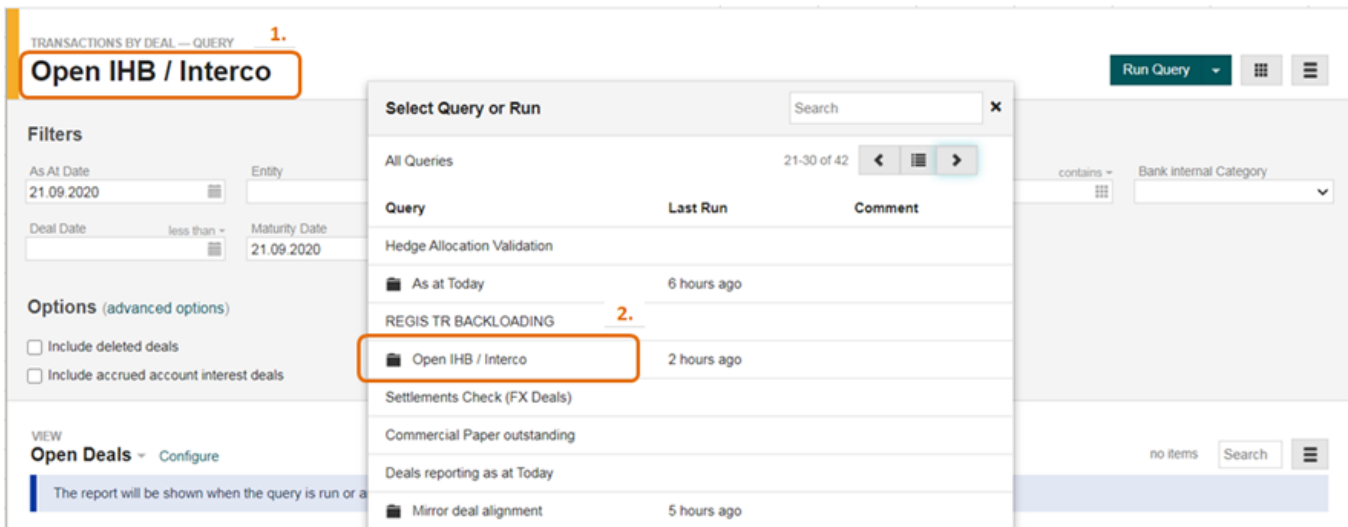 TRANSACTIONS BY DEAL — QUERY 1.
Open IHB / Interco
Run Query
Select Query or Run
Search
Filters
All Queries
21-30 of 42
As At Date
Entity
contains
Bank internal Category
21.09.2020
Query Last Run Comment
Deal Date
less than
Maturity Date
21.09.2020
Hedge Allocation Validation
As at Today 6 hours ago
Options (advanced options)
REGIS TR BACKLOADING
2.
Include deleted deals
Open IHB / Interco 2 hours ago
Include accrued account interest deals
Settlements Check (FX Deals)
Commercial Paper outstanding
VIEW
Open Deals Configure
no items
Search
Deals reporting as at Today
The report will be shown when the query is run or a
Mirror deal alignment 5 hours ago